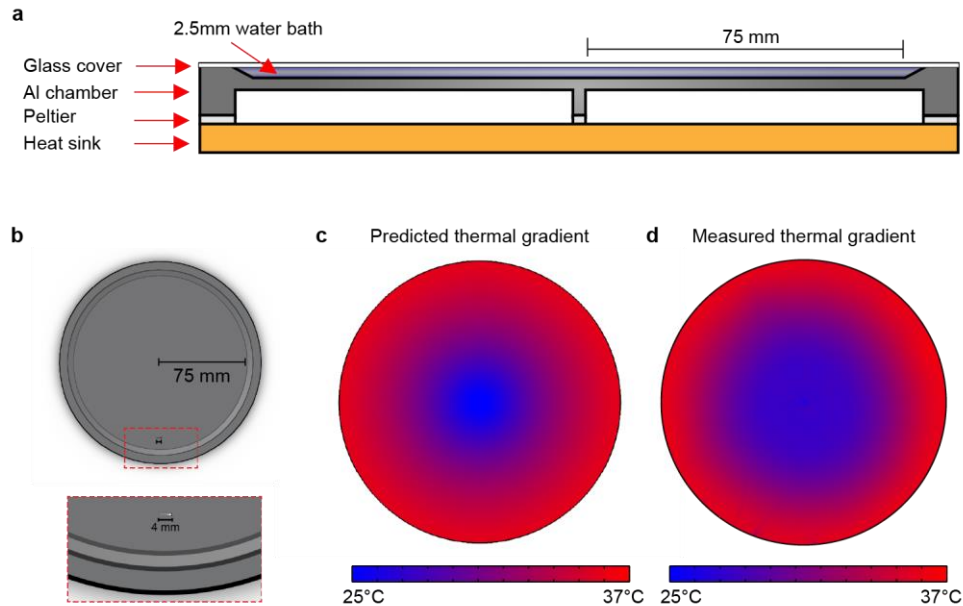 a
2.5mm water bath
75 mm
Glass cover
Al chamber
Peltier
Heat sink
b
75 mm
4 mm
c Predicted thermal gradient
25°C 37°C
d Measured thermal gradient
25°C 37°C